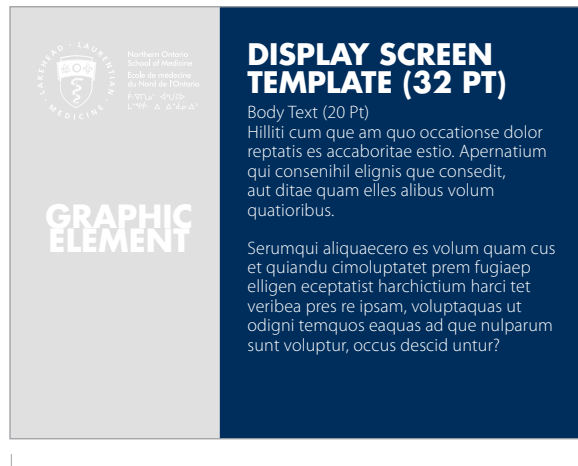 LAKEHEAD · LAURENTIAN
MEDICINE
Northern Ontario
School of Medicine
École de médecine
du Nord de l'Ontario
GRAPHIC
ELEMENT
DISPLAY SCREEN
TEMPLATE (32 PT)
Body Text (20 Pt)
Hilliti cum que am quo occationse dolor
reptatis es accaboritae estio. Apernatium
qui consenihil elignis que consedit,
aut ditae quam elles alibus volum
quatioribus.
Serumqui aliquaecero es volum quam cus
et quiandu cimoluptatet prem fugiaep
elligen eceptatist harchictium harci tet
veribea pres re ipsam, voluptaquas ut
odigni temquos eaquas ad que nulparum
sunt voluptur, occus descid untur?